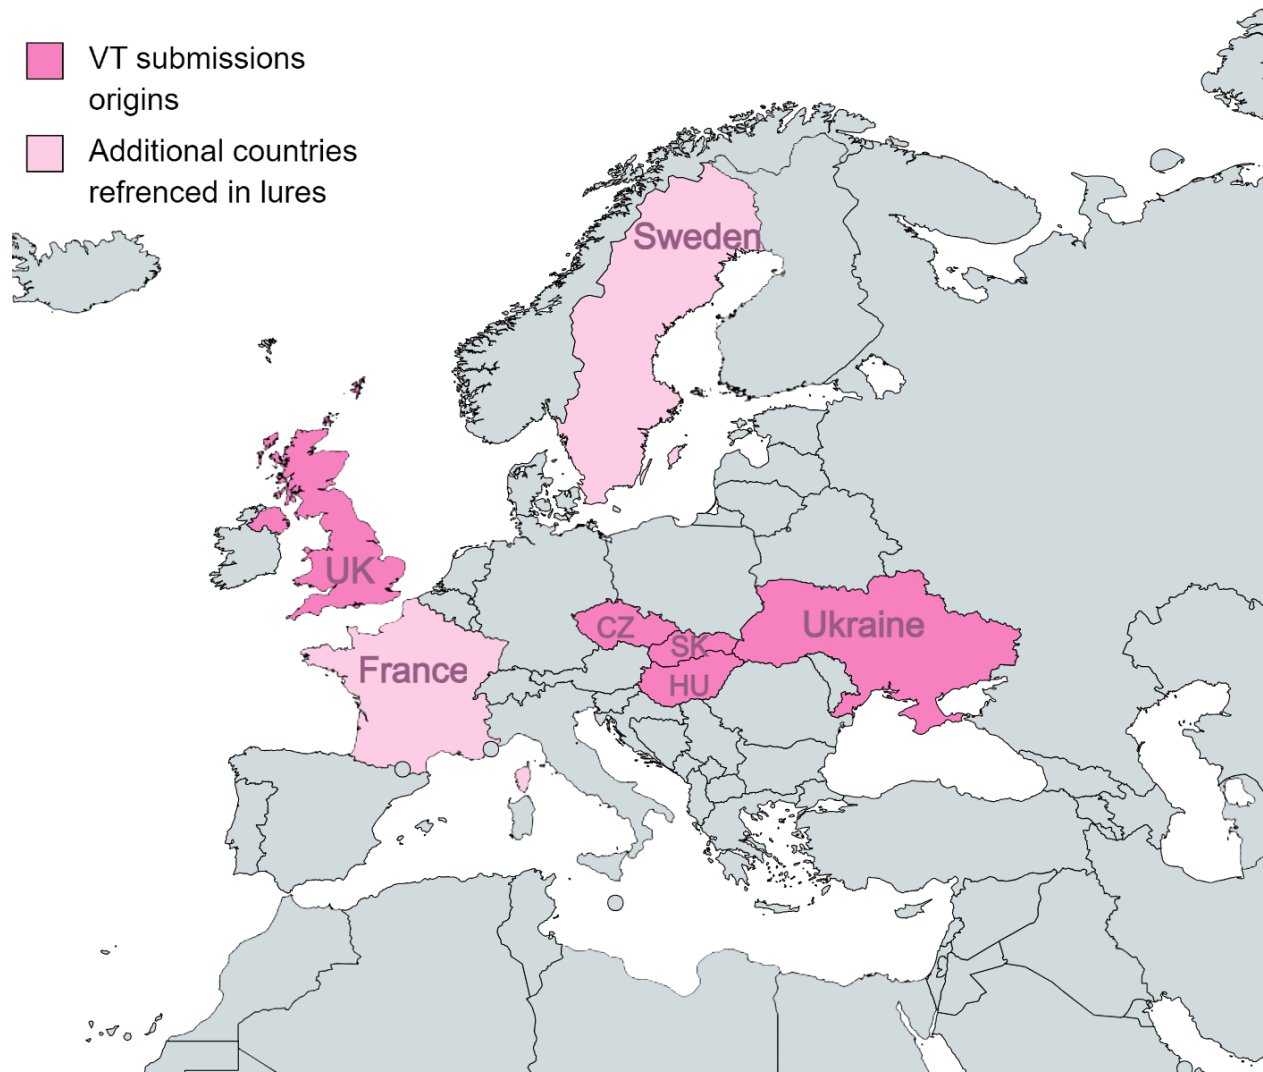 VT submissions
origins
Additional countries
refrenced in lures
Sweden
UK
CZ
SK
HU
Ukraine
France